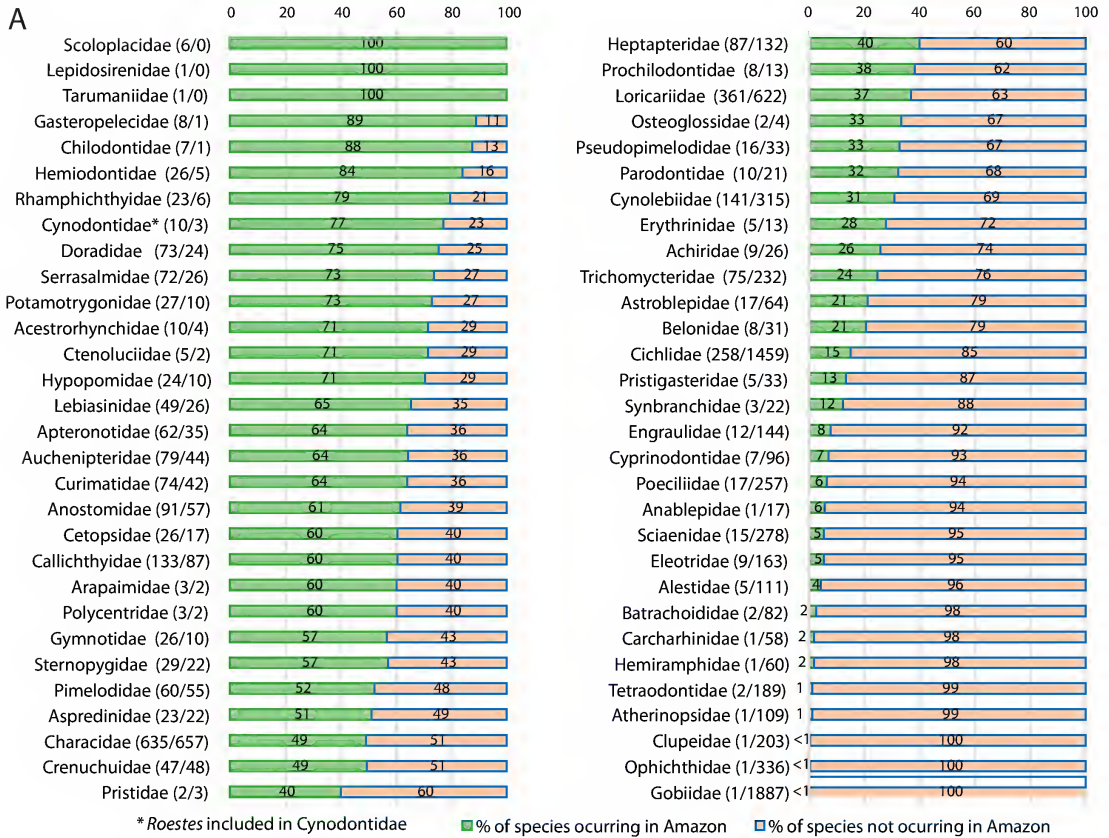 A
0 20 40 60 80 100
Scoloplacidae (6/0) 100
Lepidosirenidae (1/0) 100
Tarumaniidae (1/0) 100
Gasteropelecidae (8/1) 89 11
Chilodontidae (7/1) 88 13
Hemiodontidae (26/5) 84 16
Rhamphichthyidae (23/6) 79 21
Cynodontidae* (10/3) 77 23
Doradidae (73/24) 75 25
Serrasalmidae (72/26) 73 27
Potamotrygonidae (27/10) 73 27
Acestrorhynchidae (10/4) 71 29
Ctenoluciidae (5/2) 71 29
Hypopomidae (24/10) 71 29
Lebiasinidae (49/26) 65 35
Apteronotidae (62/35) 64 36
Auchenipteridae (79/44) 64 36
Curimatidae (74/42) 64 36
Anostomidae (91/57) 61 39
Cetopsidae (26/17) 60 40
Callichthyidae (133/87) 60 40
Arapaimidae (3/2) 60 40
Polycentridae (3/2) 60 40
Gymnotidae (26/10) 57 43
Sternopygidae (29/22) 57 43
Pimelodidae (60/55) 52 48
Aspredinidae (23/22) 51 49
Characidae (635/657) 49 51
Crenuchuidae (47/48) 49 51
Pristidae (2/3) 40 60
0 20 40 60 80 100
Heptapteridae (87/132) 40 60
Prochilodontidae (8/13) 38 62
Loricariidae (361/622) 37 63
Osteoglossidae (2/4) 33 67
Pseudopimelodidae (16/33) 33 67
Parodontidae (10/21) 32 68
Cynolebiidae (141/315) 31 69
Erythrinidae (5/13) 28 72
Achiridae (9/26) 26 74
Trichomycteridae (75/232) 24 76
Astroblepidae (17/64) 21 79
Belonidae (8/31) 21 79
Cichlidae (258/1459) 15 85
Pristigasteridae (5/33) 13 87
Synbranchidae (3/22) 12 88
Engraulidae (12/144) 8 92
Cyprinodontidae (7/96) 7 93
Poeciliidae (17/257) 6 94
Anablepidae (1/17) 6 94
Sciaenidae (15/278) 5 95
Eleotridae (9/163) 5 95
Alestidae (5/111) 4 96
Batrachoididae (2/82) 2 98
Carcharhinidae (1/58) 2 98
Hemiramphidae (1/60) 2 98
Tetraodontidae (2/189) 1 99
Atherinopsidae (1/109) 1 99
Clupeidae (1/203) <1 100
Ophichthidae (1/336) <1 100
Gobiidae (1/1887) <1 100
* Roestes included in Cynodontidae
% of species ocurring in Amazon
% of species not ocurring in Amazon